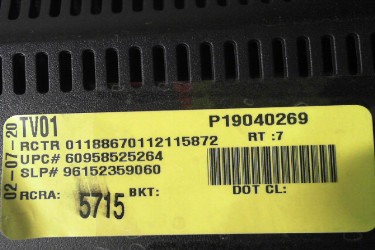 02-07-20
TV01
P19040269
RCTR 01188670112115872
RT :7
UPC# 60958525264
SLP# 96152359060
RCRA: 5715 BKT: DOT CL: